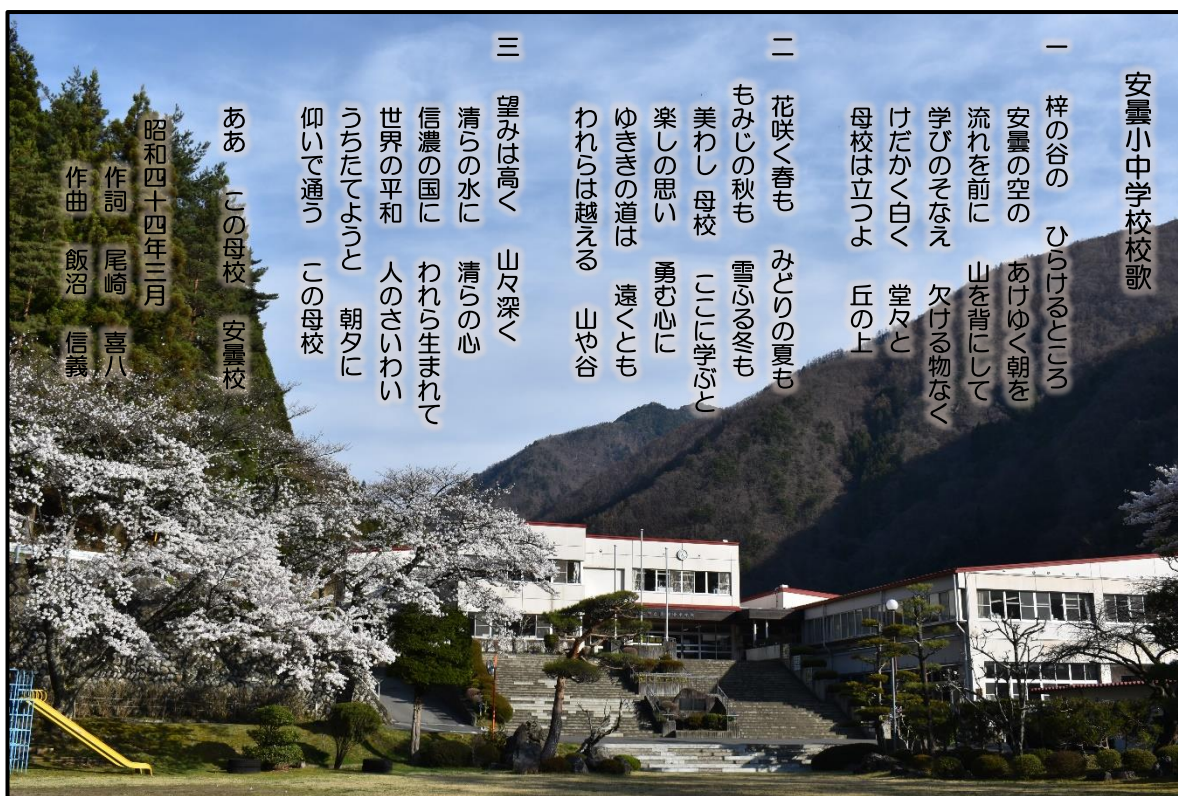 安曇小中学校校歌
一 梓の谷の ひらけるところ
安曇の空の あけゆく朝を
流れを前に 山を背にして
学びのそなえ 欠ける物なく
けだかく白く 堂々と
母校は立つよ 丘の上
二 花咲く春も みどりの夏も
もみじの秋も 雪ふる冬も
美わし 母校 ここに学ぶと
楽しの思い 勇む心に
ゆききの道は 遠くとも
われらは越える 山や谷
三 望みは高く 山々深く
清らの水に 清らの心
信濃の国に われら生まれて
世界の平和 人のさいわい
うちたてようと 朝夕に
仰いで通う この母校
ああ この母校 安曇校
昭和四十四年三月
作詞 尾崎 喜八
作曲 飯沼 信義